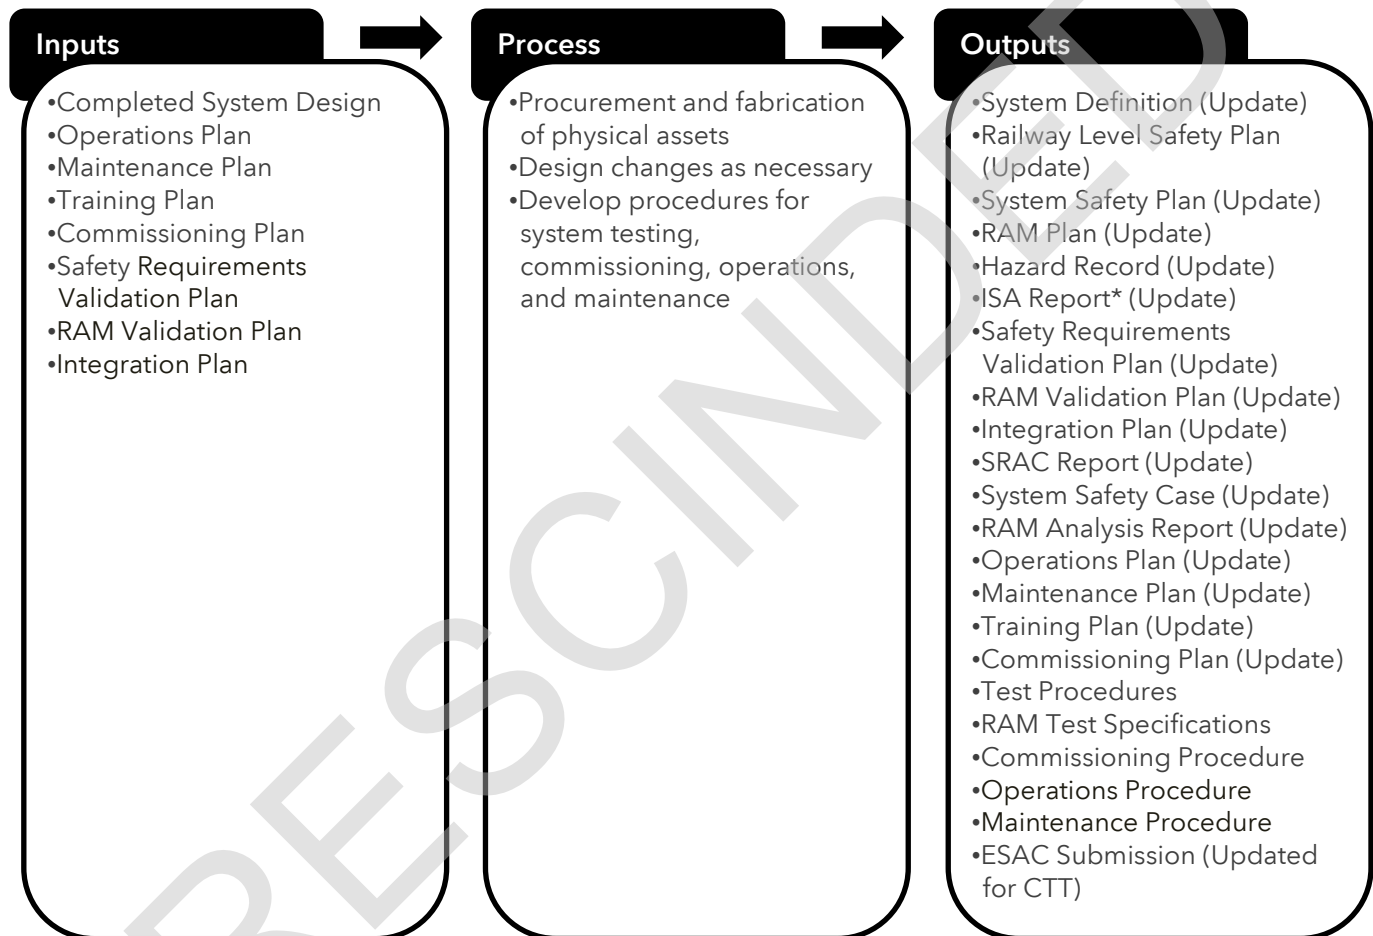 Inputs
•Completed System Design
•Operations Plan
•Maintenance Plan
•Training Plan
•Commissioning Plan
•Safety Requirements
Validation Plan
•RAM Validation Plan
•Integration Plan
Process
•Procurement and fabrication
of physical assets
•Design changes as necessary
•Develop procedures for
system testing,
commissioning, operations,
and maintenance
Outputs
•System Definition (Update)
•Railway Level Safety Plan
(Update)
•System Safety Plan (Update)
•RAM Plan (Update)
•Hazard Record (Update)
•ISA Report* (Update)
•Safety Requirements
Validation Plan (Update)
•RAM Validation Plan (Update)
•Integration Plan (Update)
•SRAC Report (Update)
•System Safety Case (Update)
•RAM Analysis Report (Update)
•Operations Plan (Update)
•Maintenance Plan (Update)
•Training Plan (Update)
•Commissioning Plan (Update)
•Test Procedures
•RAM Test Specifications
•Commissioning Procedure
•Operations Procedure
•Maintenance Procedure
•ESAC Submission (Updated
for CTT)
RESCINDED